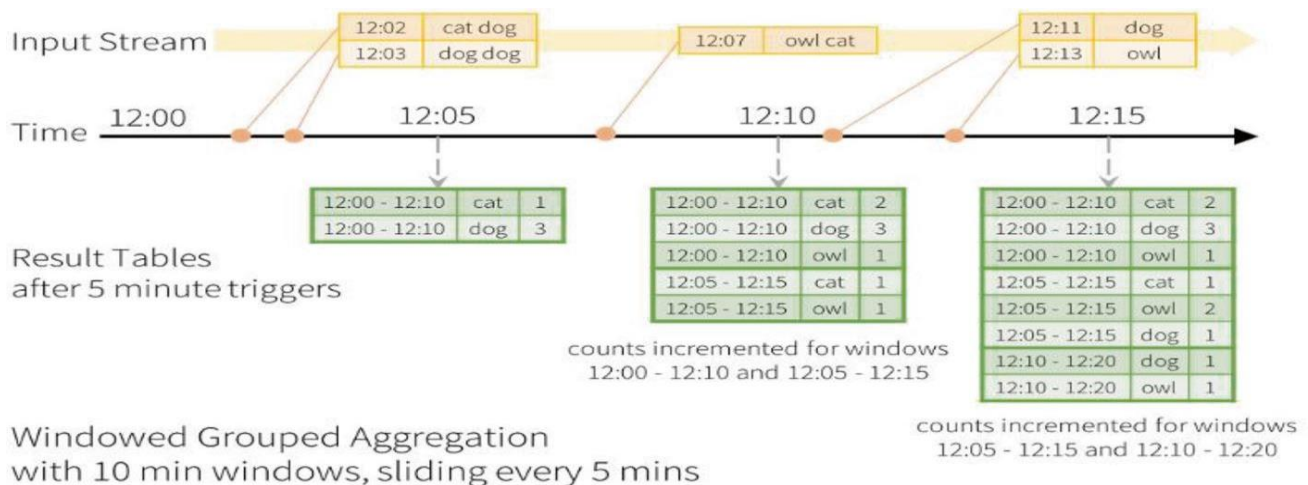 Input Stream
12:02 cat dog
12:03 dog dog
12:07 owl cat
12:11 dog
12:13 owl
Time
12:00
12:05
12:10
12:15
Result Tables
after 5 minute triggers
12:00 - 12:10 cat 1
12:00 - 12:10 dog 3
12:00 - 12:10 cat 2
12:00 - 12:10 dog 3
12:00 - 12:10 owl 1
12:05 - 12:15 cat 1
12:05 - 12:15 owl 1
counts incremented for windows
12:00 - 12:10 and 12:05 - 12:15
12:00 - 12:10 cat 2
12:00 - 12:10 dog 3
12:00 - 12:10 owl 1
12:05 - 12:15 cat 1
12:05 - 12:15 owl 2
12:05 - 12:15 dog 1
12:10 - 12:20 dog 1
12:10 - 12:20 owl 1
counts incremented for windows
12:05 - 12:15 and 12:10 - 12:20
Windowed Grouped Aggregation
with 10 min windows, sliding every 5 mins